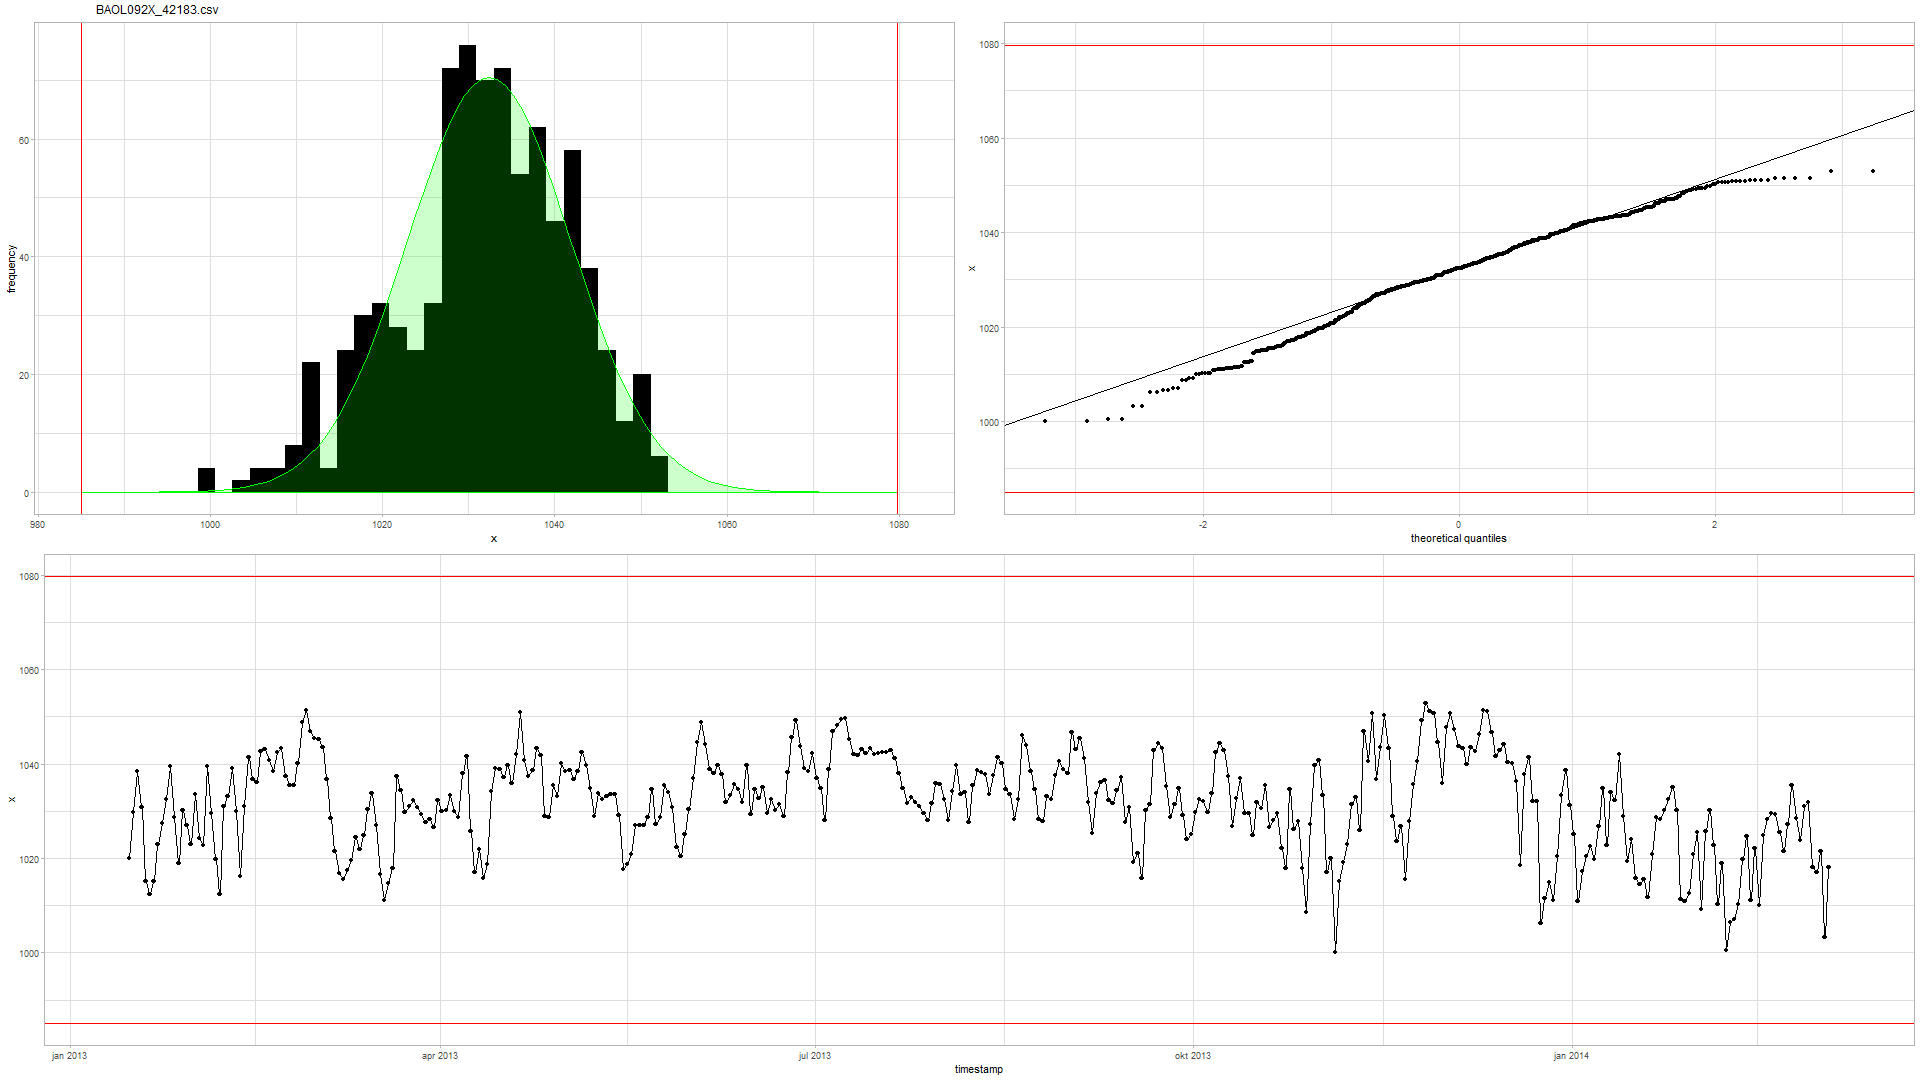 BAOL092X_42183.csv
frequency
60
40
20
0
980
1000
1020
1040
1060
1080
x
x
1080
1060
1040
1020
1000
-2
0
2
theoretical quantiles
x
1080
1060
1040
1020
1000
jan 2013
apr 2013
jul 2013
okt 2013
jan 2014
timestamp